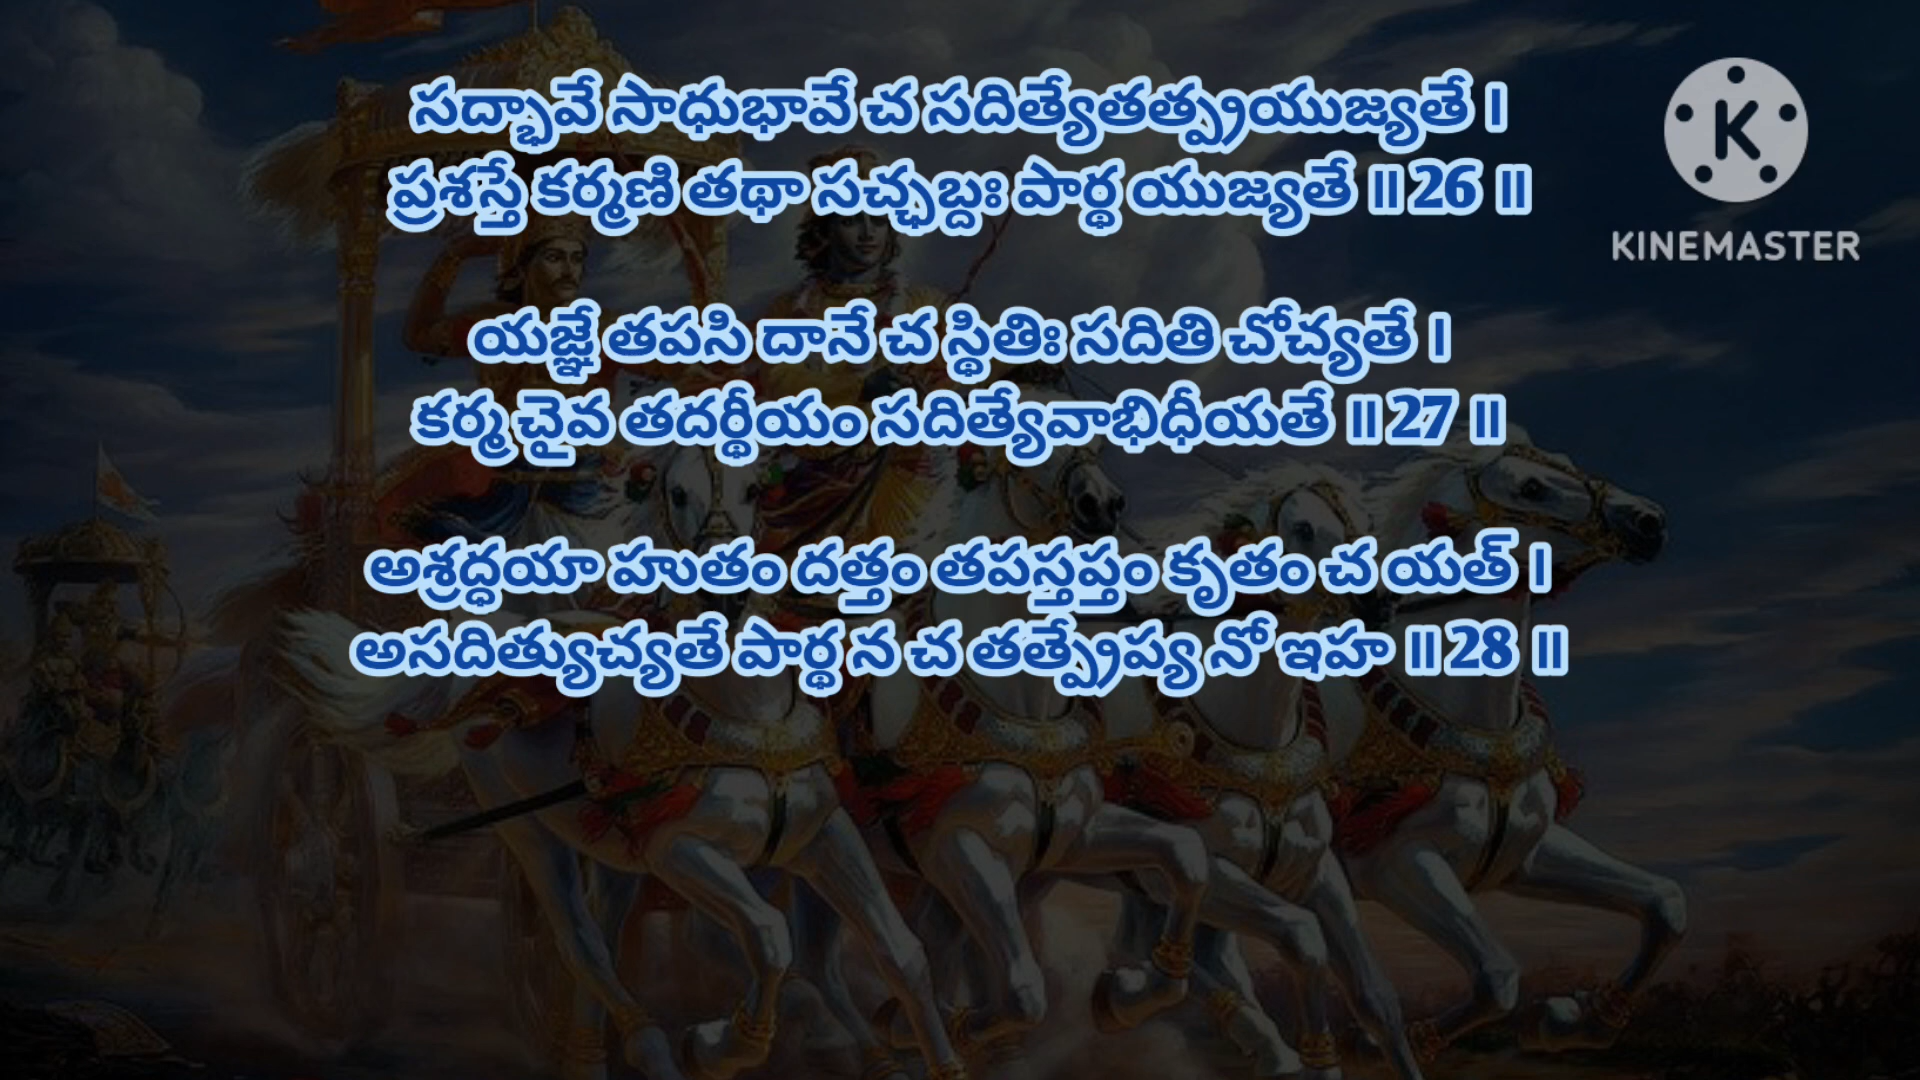 సద్భావే సాధుభావే చ సదిత్యేతత్ప్రయుజ్యతే ।
ప్రశస్తే కర్మణి తథా సచ్ఛబ్దః పార్థ యుజ్యతే ॥ 26 ॥
యజ్ఞే తపసి దానే చ స్థితిః సదితి చోచ్యతే ।
కర్మ చైవ తదర్థీయం సదిత్యేవాభిధీయతే ॥ 27 ॥
అశ్రద్ధయా హుతం దత్తం తపస్తప్తం కృతం చ యత్ ।
అసదిత్యుచ్యతే పార్థ న చ తత్ప్రేప్య నో ఇహ ॥ 28 ॥
K
KINEMASTER